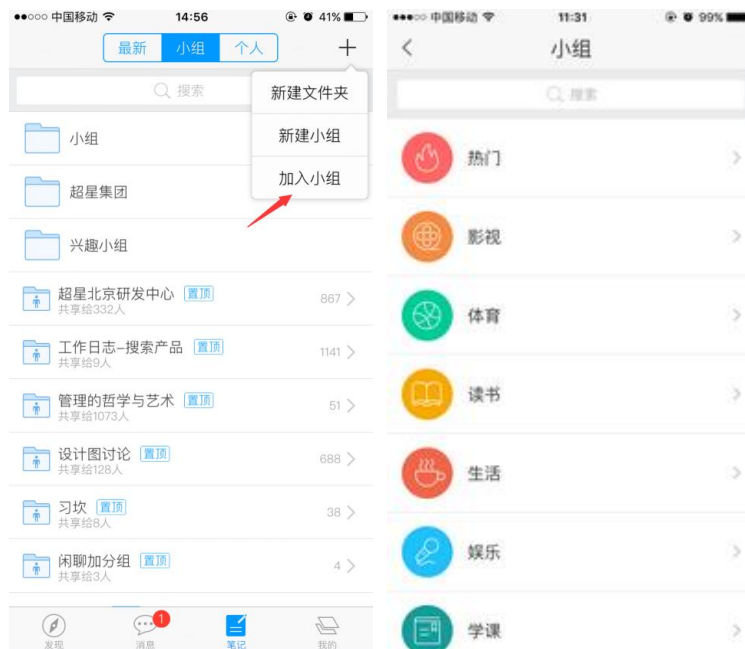 中国移动 14:56 41%
最新 小组 个人
搜索
新建文件夹
新建小组
加入小组
小组
超星集团
兴趣小组
超星北京研发中心 置顶 867
共享给332人
工作日志-搜索产品 置顶 1141
共享给9人
管理的哲学与艺术 置顶 51
共享给1073人
设计图讨论 置顶 688
共享给128人
习坎 置顶 38
共享给8人
闲聊加分组 置顶 4
共享给3人
1
发现 消息 笔记 我的
中国移动 11:31 99%
小组
搜索
热门
影视
体育
读书
生活
娱乐
学课